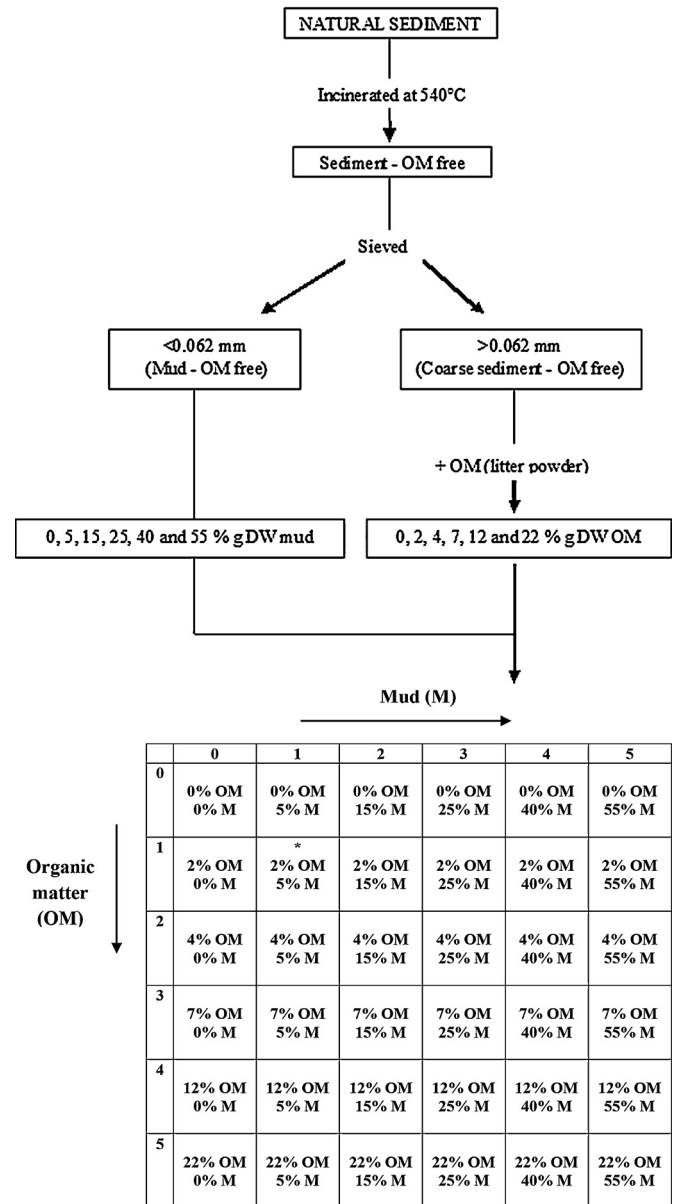 NATURAL SEDIMENT
Incinerated at 540°C
Sediment - OM free
Sieved
<0.062 mm
(Mud - OM free)
>0.062 mm
(Coarse sediment - OM free)
+ OM (litter powder)
0, 5, 15, 25, 40 and 55 % gDW mud
0, 2, 4, 7, 12 and 22 % gDW OM
Mud (M)
Organic
matter
(OM)
0 1 2 3 4 5
0
0% OM 0% OM 0% OM 0% OM 0% OM 0% OM
0% M 5% M 15% M 25% M 40% M 55% M
1 *
2% OM 2% OM 2% OM 2% OM 2% OM 2% OM
0% M 5% M 15% M 25% M 40% M 55% M
2
4% OM 4% OM 4% OM 4% OM 4% OM 4% OM
0% M 5% M 15% M 25% M 40% M 55% M
3
7% OM 7% OM 7% OM 7% OM 7% OM 7% OM
0% M 5% M 15% M 25% M 40% M 55% M
4
12% OM 12% OM 12% OM 12% OM 12% OM 12% OM
0% M 5% M 15% M 25% M 40% M 55% M
5
22% OM 22% OM 22% OM 22% OM 22% OM 22% OM
0% M 5% M 15% M 25% M 40% M 55% M